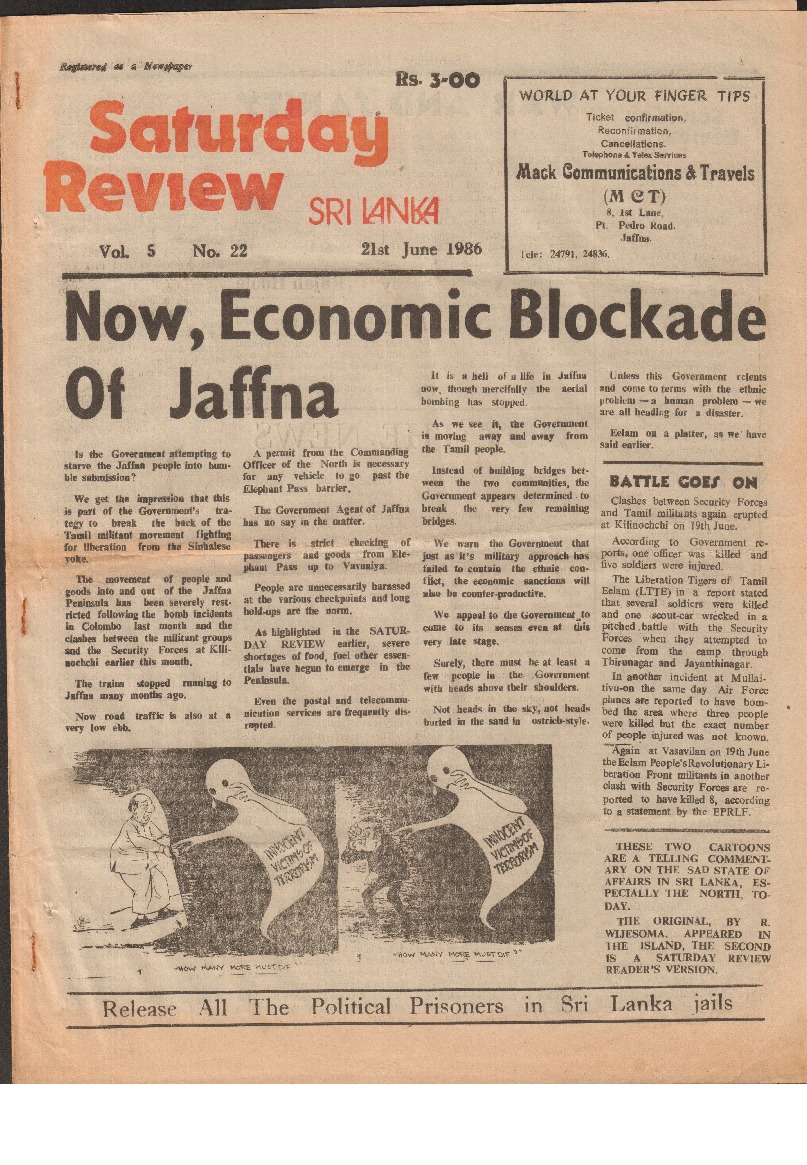 Registered as a Newspaper
Rs. 3-00
Saturday
Review
SRI LANKA
Vol. 5 No. 22 21st June 1986
WORLD AT YOUR FINGER TIPS
Ticket confirmation,
Reconfirmation,
Cancellations.
Telephone & Telex Services
Mack Communications & Travels
(M C T)
8, 1st Lane,
Pt. Pedro Road.
Jaffna.
Tele: 24791, 24836.
Now, Economic Blockade
Of Jaffna
Is the Government attempting to
starve the Jaffna people into hum-
ble submission?
We get the impression that this
is part of the Government's tra-
tegy to break the back of the
Tamil militant movement fighting
for liberation from the Sinhalese
yoke.
The movement of people and
goods into and out of the Jaffna
Peninsula has been severely rest-
ricted following the bomb incidents
in Colombo last month and the
clashes between the militant groups
and the Security Forces at Kili-
nochchi earlier this month.
The trains stopped running to
Jaffna many months ago.
Now road traffic is also at a
very low ebb.
A permit from the Commanding
Officer of the North is necessary
for any vehicle to go past the
Elephant Pass barrier.
The Government Agent of Jaffna
has no say in the matter.
There is strict checking of
passengers and goods from Ele-
phant Pass up to Vavuniya.
People are unnecessarily harassed
at the various checkpoints and long
hold-ups are the norm.
As highlighted in the SATUR-
DAY REVIEW earlier, severe
shortages of food, fuel other essen-
tials have begun to emerge in the
Peninsula.
Even the postal and telecommu-
nication services are frequently dis-
rupted.
It is a hell of a life in Jaffna
now, though mercifully the aerial
bombing has stopped.
As we see it, the Government
is moving away and away from
the Tamil people.
Instead of building bridges bet-
ween the two communities, the
Government appears determined to
break the very few remaining
bridges.
We warn the Government that
just as it's military approach has
failed to contain the ethnic con-
flict, the economic sanctions will
also be counter-productive.
We appeal to the Government to
come to its senses even at this
very late stage.
Surely, there must be at least a
few people in the Government
with heads above their shoulders.
Not heads in the sky, not heads
buried in the sand in ostrich-style.
Unless this Government relents
and come to terms with the ethnic
problem — a human problem — we
are all heading for a disaster.
Eelam on a platter, as we have
said earlier.
BATTLE GOES ON
Clashes between Security Forces
and Tamil militants again erupted
at Kilinochchi on 19th June.
According to Government re-
ports, one officer was killed and
five soldiers were injured.
The Liberation Tigers of Tamil
Eelam (LTTE) in a report stated
that several soldiers were killed
and one scout-car wrecked in a
pitched battle with the Security
Forces when they attempted to
come from the camp through
Thirunagar and Jayanthinagar.
In another incident at Mullai-
tivu-on the same day Air Force
planes are reported to have bom-
bed the area where three people
were killed but the exact number
of people injured was not known.
Again at Vasavilan on 19th June
the Eelam People's Revolutionary Li-
beration Front militants in another
clash with Security Forces are re-
ported to have killed 8, according
to a statement by the EPRLF.
THESE TWO CARTOONS
ARE A TELLING COMMENT-
ARY ON THE SAD STATE OF
AFFAIRS IN SRI LANKA, ES-
PECIALLY THE NORTH, TO-
DAY.
THE ORIGINAL, BY R.
WIJESOMA, APPEARED IN
THE ISLAND, THE SECOND
IS A SATURDAY REVIEW
READER'S VERSION.
INNOCENT
VICTIMS OF
TERRORISM
"HOW MANY MORE MUST DIE
INNOCENT
VICTIMS OF
TERRORISM
"HOW MANY MORE MUST DIE?"
Release All The Political Prisoners in Sri Lanka jails